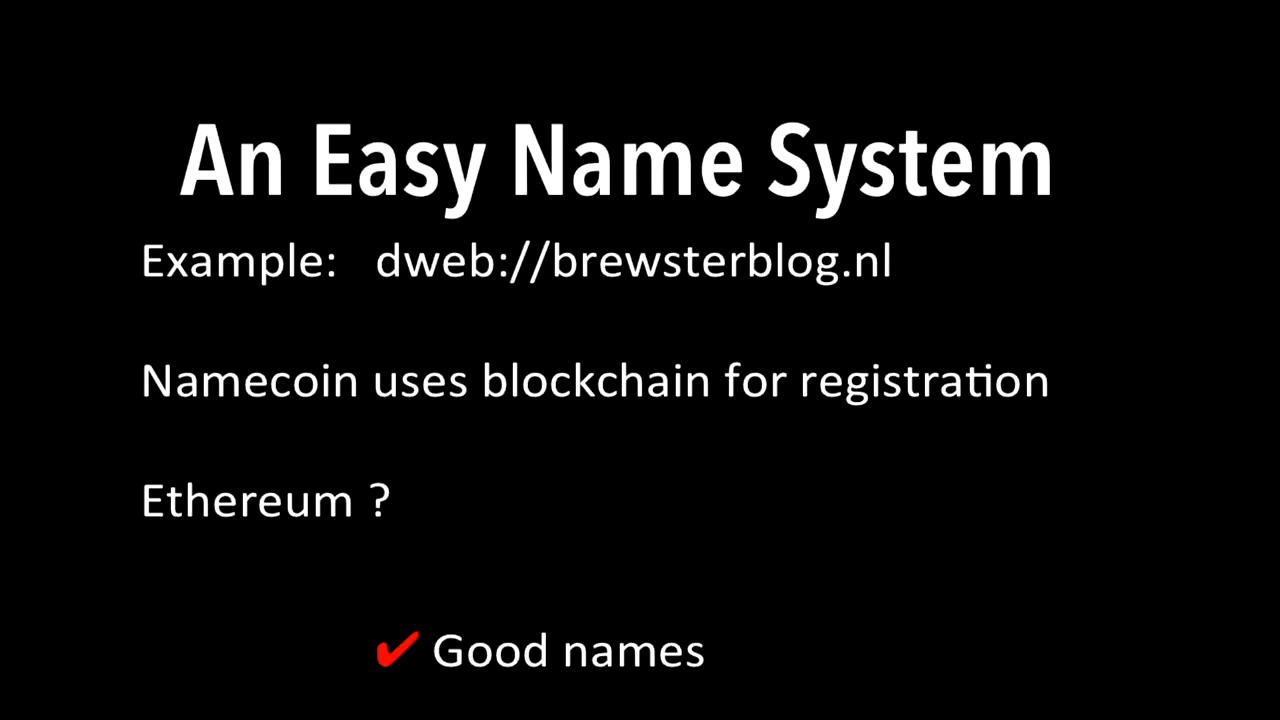 An Easy Name System
Example: dweb://brewsterblog.nl
Namecoin uses blockchain for registration
Ethereum ?
✔ Good names